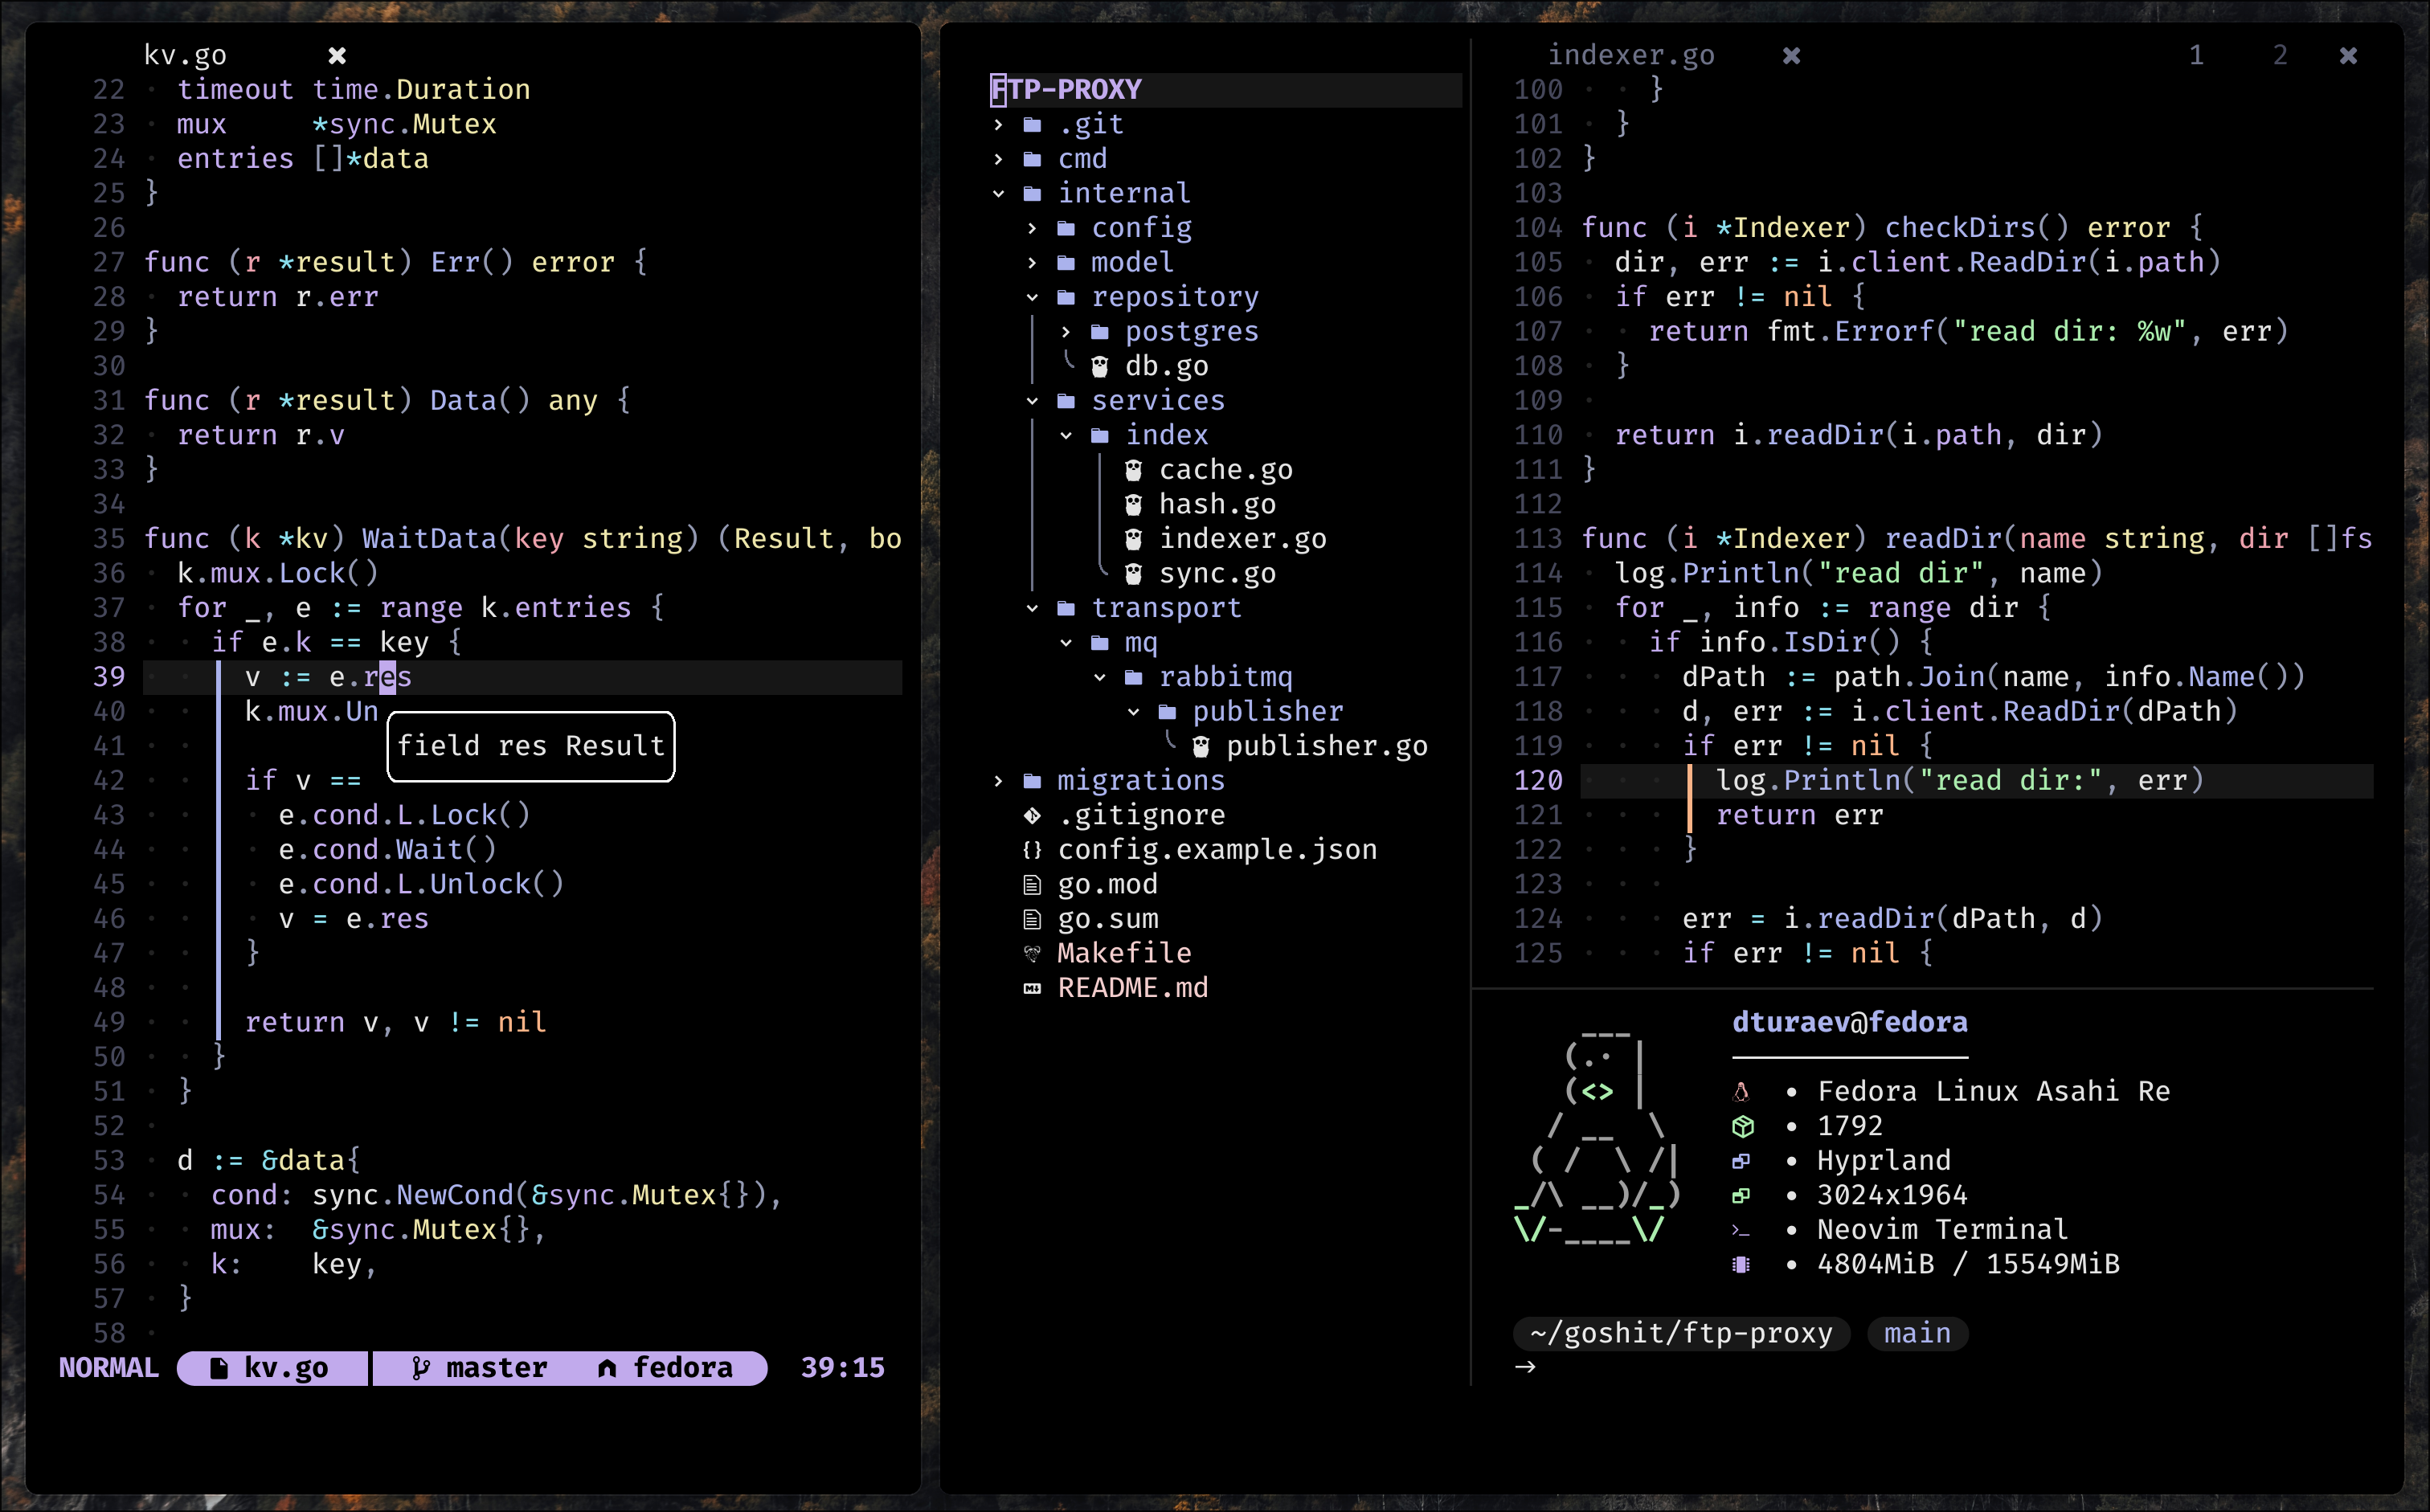 kv.go ✖
22 timeout time.Duration
23 mux     *sync.Mutex
24 entries []*data
25 }
26
27 func (r *result) Err() error {
28   return r.err
29 }
30
31 func (r *result) Data() any {
32   return r.v
33 }
34
35 func (k *kv) WaitData(key string) (Result, bo
36   k.mux.Lock()
37   for _, e := range k.entries {
38     if e.k == key {
39       v := e.res
40       k.mux.Un
field res Result
41
42       if v ==
43         e.cond.L.Lock()
44         e.cond.Wait()
45         e.cond.L.Unlock()
46         v = e.res
47       }
48
49       return v, v != nil
50     }
51   }
52
53   d := &data{
54     cond: sync.NewCond(&sync.Mutex{}),
55     mux:  &sync.Mutex{},
56     k:    key,
57   }
58
NORMAL kv.go master fedora 39:15
FTP-PROXY
.git
cmd
internal
config
model
repository
postgres
db.go
services
index
cache.go
hash.go
indexer.go
sync.go
transport
mq
rabbitmq
publisher
publisher.go
migrations
.gitignore
{} config.example.json
go.mod
go.sum
Makefile
README.md
indexer.go ✖ 1 2 ✖
100     }
101   }
102 }
103
104 func (i *Indexer) checkDirs() error {
105   dir, err := i.client.ReadDir(i.path)
106   if err != nil {
107     return fmt.Errorf("read dir: %w", err)
108   }
109
110   return i.readDir(i.path, dir)
111 }
112
113 func (i *Indexer) readDir(name string, dir []fs
114   log.Println("read dir", name)
115   for _, info := range dir {
116     if info.IsDir() {
117       dPath := path.Join(name, info.Name())
118       d, err := i.client.ReadDir(dPath)
119       if err != nil {
120         log.Println("read dir:", err)
121         return err
122       }
123
124       err = i.readDir(dPath, d)
125       if err != nil {
dturaev@fedora
• Fedora Linux Asahi Re
• 1792
• Hyprland
• 3024x1964
• Neovim Terminal
• 4804MiB / 15549MiB
~/goshit/ftp-proxy main
→